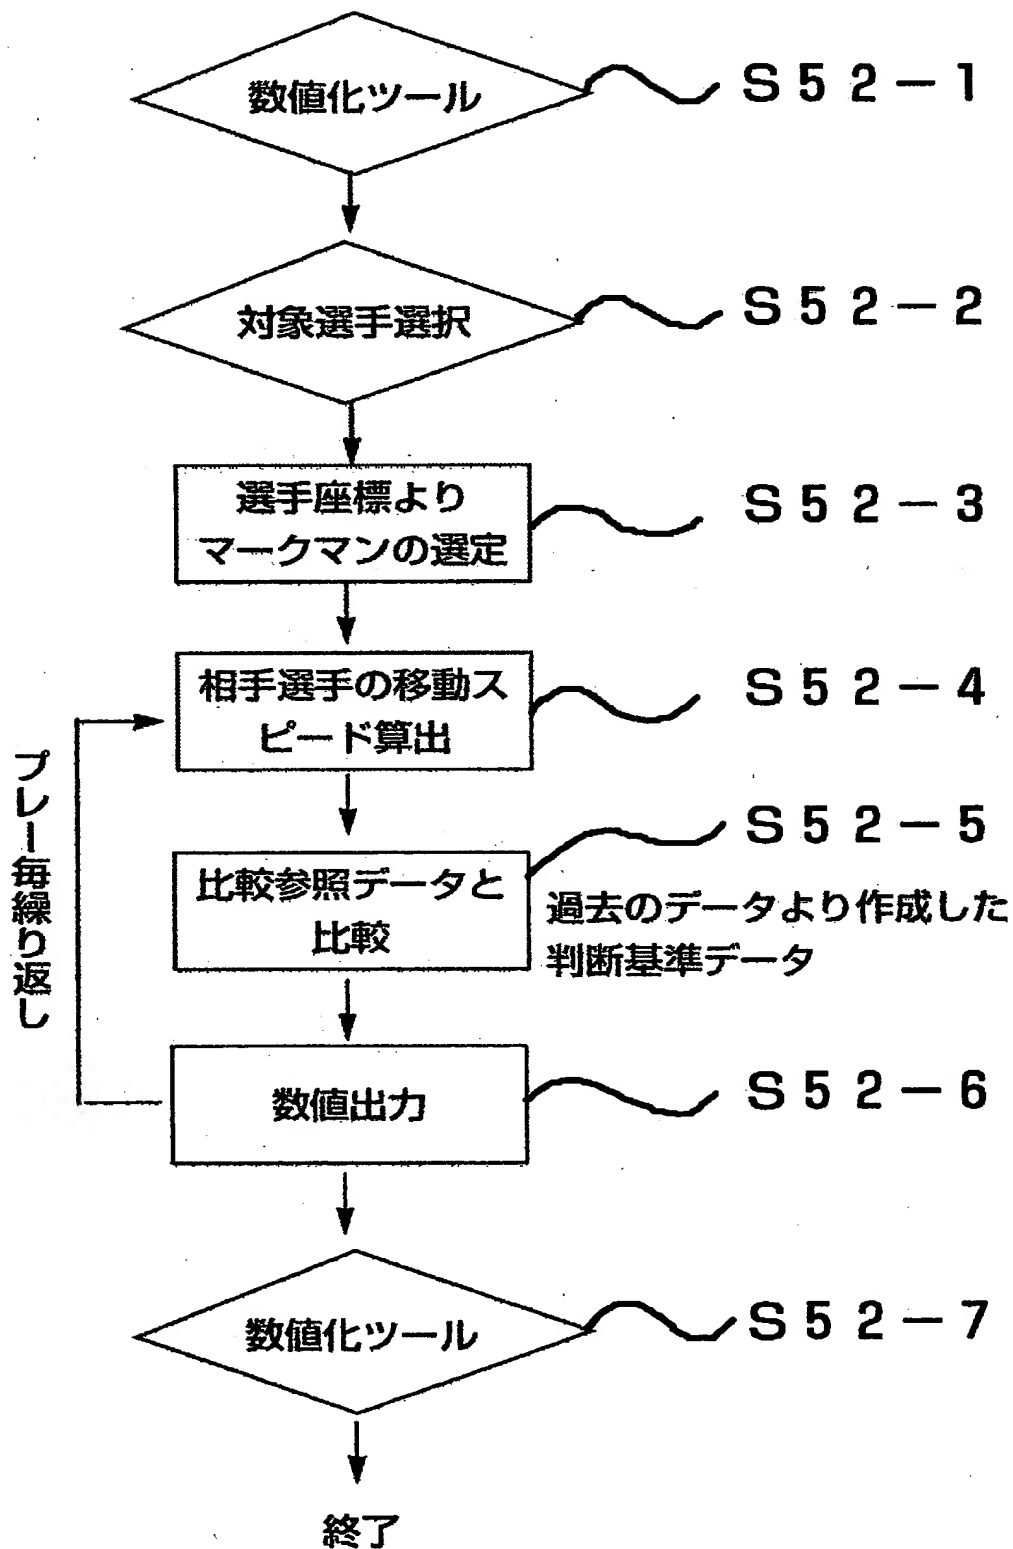 数値化ツール
S52-1
対象選手選択
S52-2
選手座標より
マークマンの選定
S52-3
相手選手の移動ス
ピード算出
S52-4
プレー毎繰り返し
比較参照データと
比較
S52-5
過去のデータより作成した
判断基準データ
数値出力
S52-6
数値化ツール
S52-7
終了